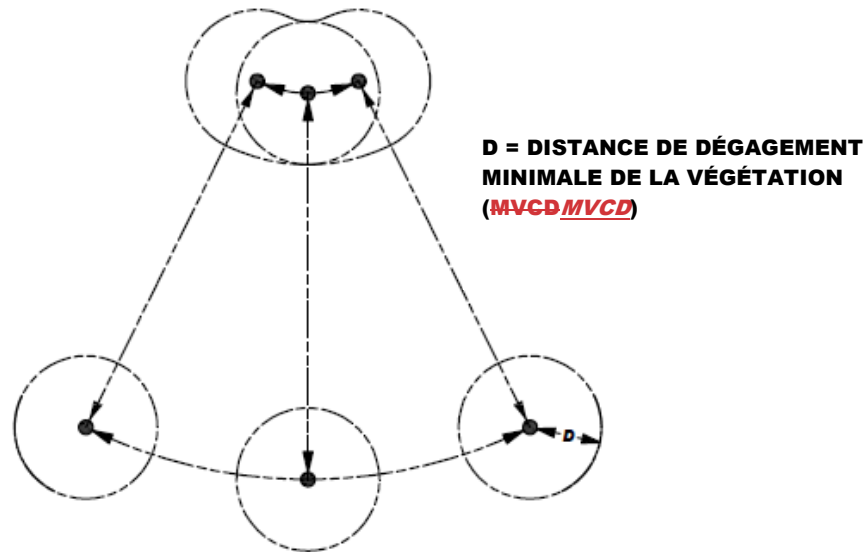 D = DISTANCE DE DÉGAGEMENT
MINIMALE DE LA VÉGÉTATION
(MVCDMVCD)
D